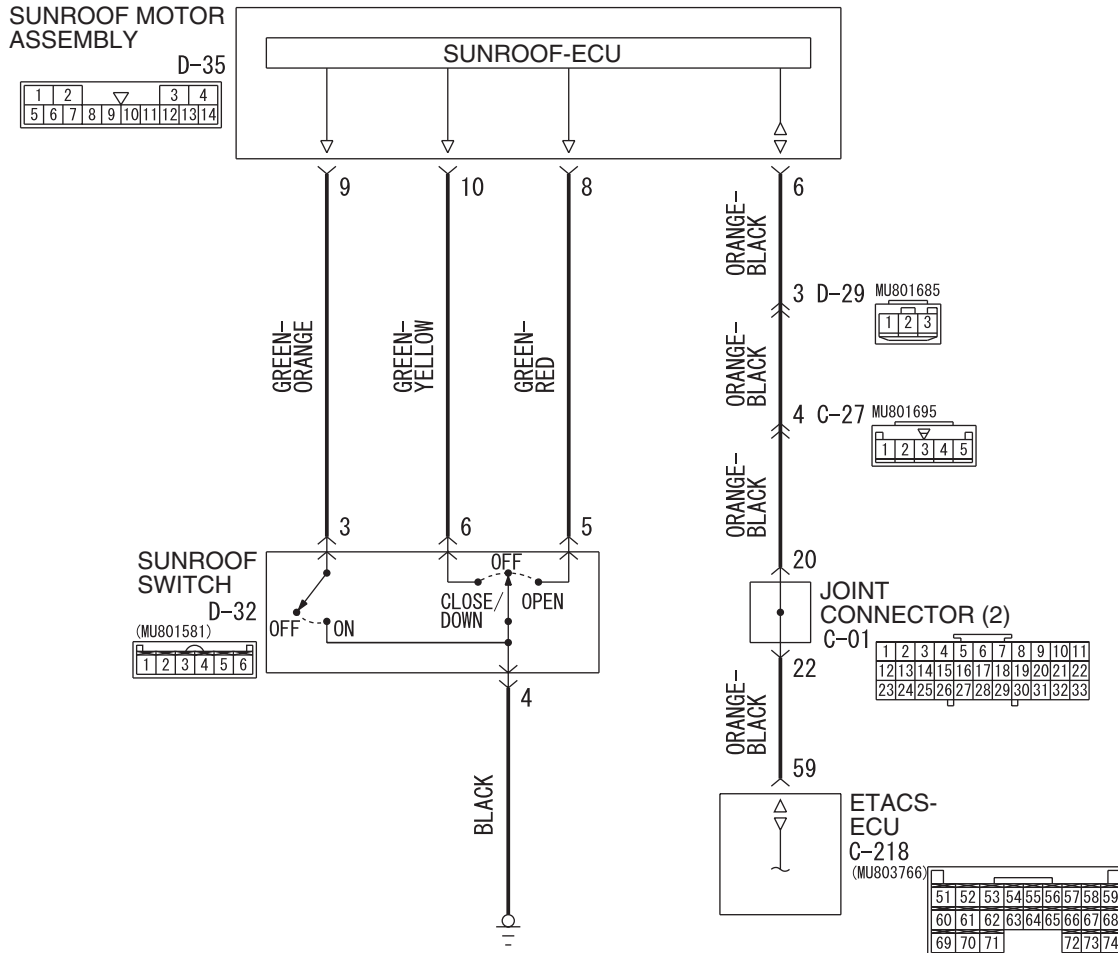 SUNROOF MOTOR
ASSEMBLY
D-35
1 2 3 4
5 6 7 8 9 10 11 12 13 14
SUNROOF-ECU
9
10
8
6
GREEN-
ORANGE
GREEN-
YELLOW
GREEN-
RED
ORANGE-
BLACK
3 D-29 MU801685
1 2 3
ORANGE-
BLACK
4 C-27 MU801695
1 2 3 4 5
ORANGE-
BLACK
3
6
5
SUNROOF
SWITCH
D-32
(MU801581)
1 2 3 4 5 6
OFF
ON
OFF
CLOSE/
DOWN
OPEN
4
BLACK
20
JOINT
CONNECTOR (2)
C-01
1 2 3 4 5 6 7 8 9 10 11
12 13 14 15 16 17 18 19 20 21 22
23 24 25 26 27 28 29 30 31 32 33
22
ORANGE-
BLACK
59
ETACS-
ECU
C-218
(MU803766)
51 52 53 54 55 56 57 58 59
60 61 62 63 64 65 66 67 68
69 70 71 72 73 74